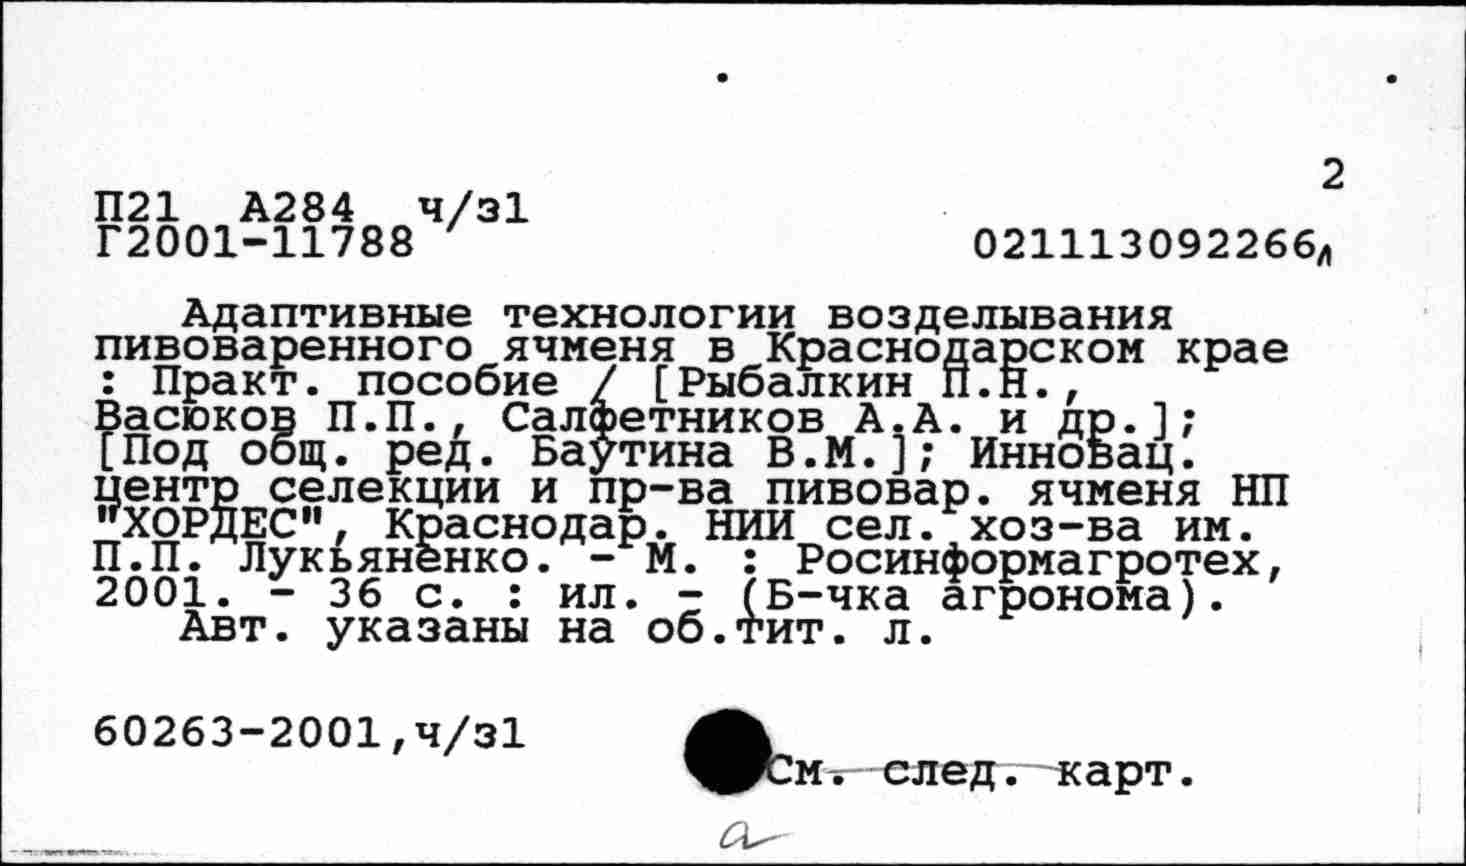 2
П21 А284 ч/з1
Г2001-11788
021113092266л
Адаптивные технологии возделывания
пивоваренного ячменя в Краснодарском крае
: Практ. пособие / [Рыбалкин П.Н.,
Васюков П.П., Салфетников А.А. и др.];
[Под общ. ред. Баутина В.М.]; Инновац.
центр селекции и пр-ва пивовар. ячменя НП
"ХОРДЕС", Краснодар. НИИ сел. хоз-ва им.
П.П. Лукьяненко. - М. : Росинформагротех,
2001. - 36 с. : ил. - (Б-чка агронома).
Авт. указаны на об.тит. л.
60263-2001,ч/з1
См. след. карт.
а